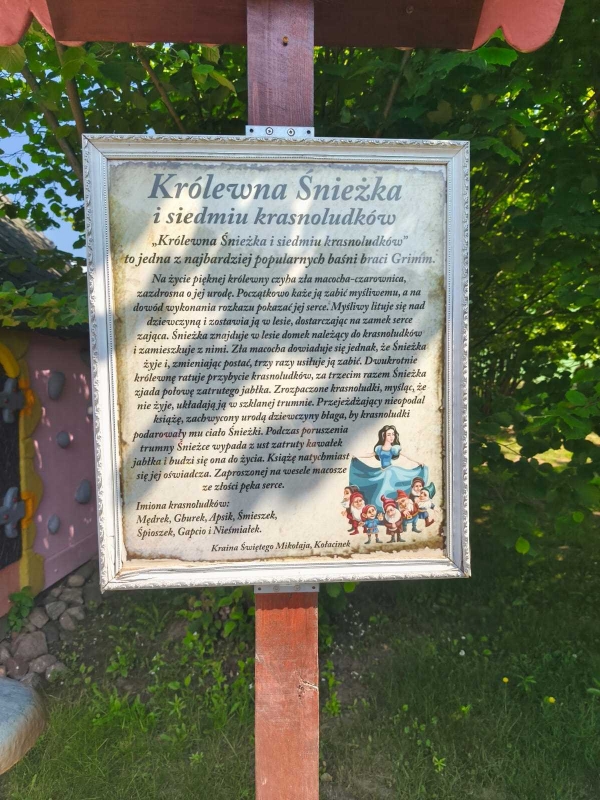 Królewna Śnieżka
i siedmiu krasnoludków
„Królewna Śnieżka i siedmiu krasnoludków”
to jedna z najbardziej popularnych baśni braci Grimm.
Na życie pięknej królewny czyha zła macocha-czarownica,
zazdrosna o jej urodę. Początkowo każe ją zabić myśliwemu, a na
dowód wykonania rozkazu pokazać jej serce. Myśliwy lituje się nad
dziewczyną i zostawia ją w lesie, dostarczając na zamek serce
zająca. Śnieżka znajduje w lesie domek należący do krasnoludków
i zamieszkuje z nimi. Zła macocha dowiaduje się jednak, że Śnieżka
żyje i, zmieniając postać, trzy razy usiłuje ją zabić. Dwukrotnie
królewnę ratuje przybycie krasnoludków, za trzecim razem Śnieżka
zjada połowę zatrutego jabłka. Zrozpaczone krasnoludki, myśląc, że
nie żyje, układają ją w szklanej trumnie. Przejeżdżający nieopodal
książę, zachwycony urodą dziewczyny błaga, by krasnoludki
podarowały mu ciało Śnieżki. Podczas poruszenia
trumny Śnieżce wypada z ust zatruty kawałek
jabłka i budzi się ona do życia. Książę natychmiast
się jej oświadcza. Zaproszonej na wesele macosze
ze złości pęka serce.
Imiona krasnoludków:
Mędrek, Gburek, Apsik, Śmieszek,
Śpioszek, Gapcio i Nieśmiałek.
Kraina Świętego Mikołaja, Kołacinek